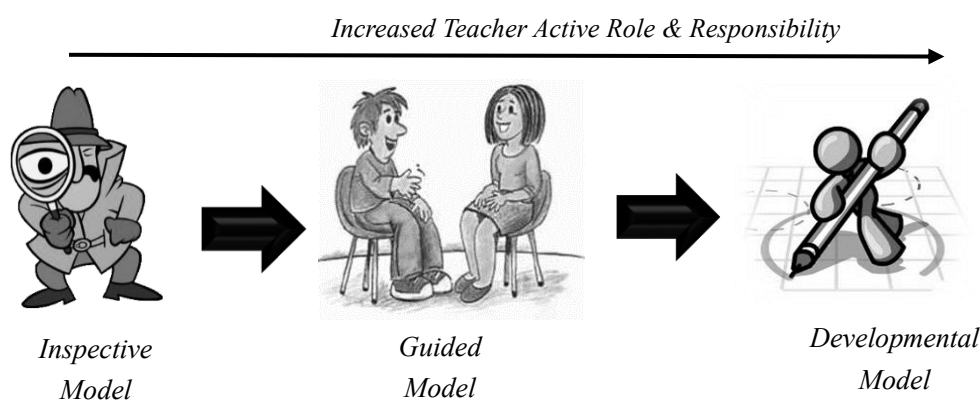 Increased Teacher Active Role & Responsibility
Inspective
Model
Guided
Model
Developmental
Model